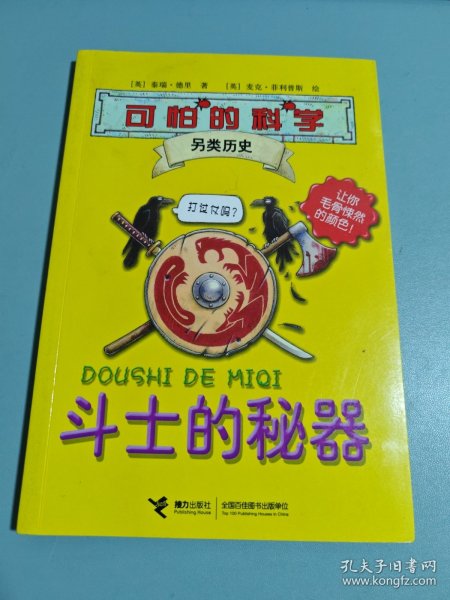 [英] 泰瑞·德里 著 [英] 麦克·菲利普斯 绘
可怕的科学
另类历史
让你
毛骨悚然
的颜色！
打过仗吗？
DOUSHI DE MIQI
斗士的秘器
接力出版社
Publishing House
全国百佳图书出版单位
Top 100 Publishing Houses in China
孔夫子旧书网
www.kongfz.com